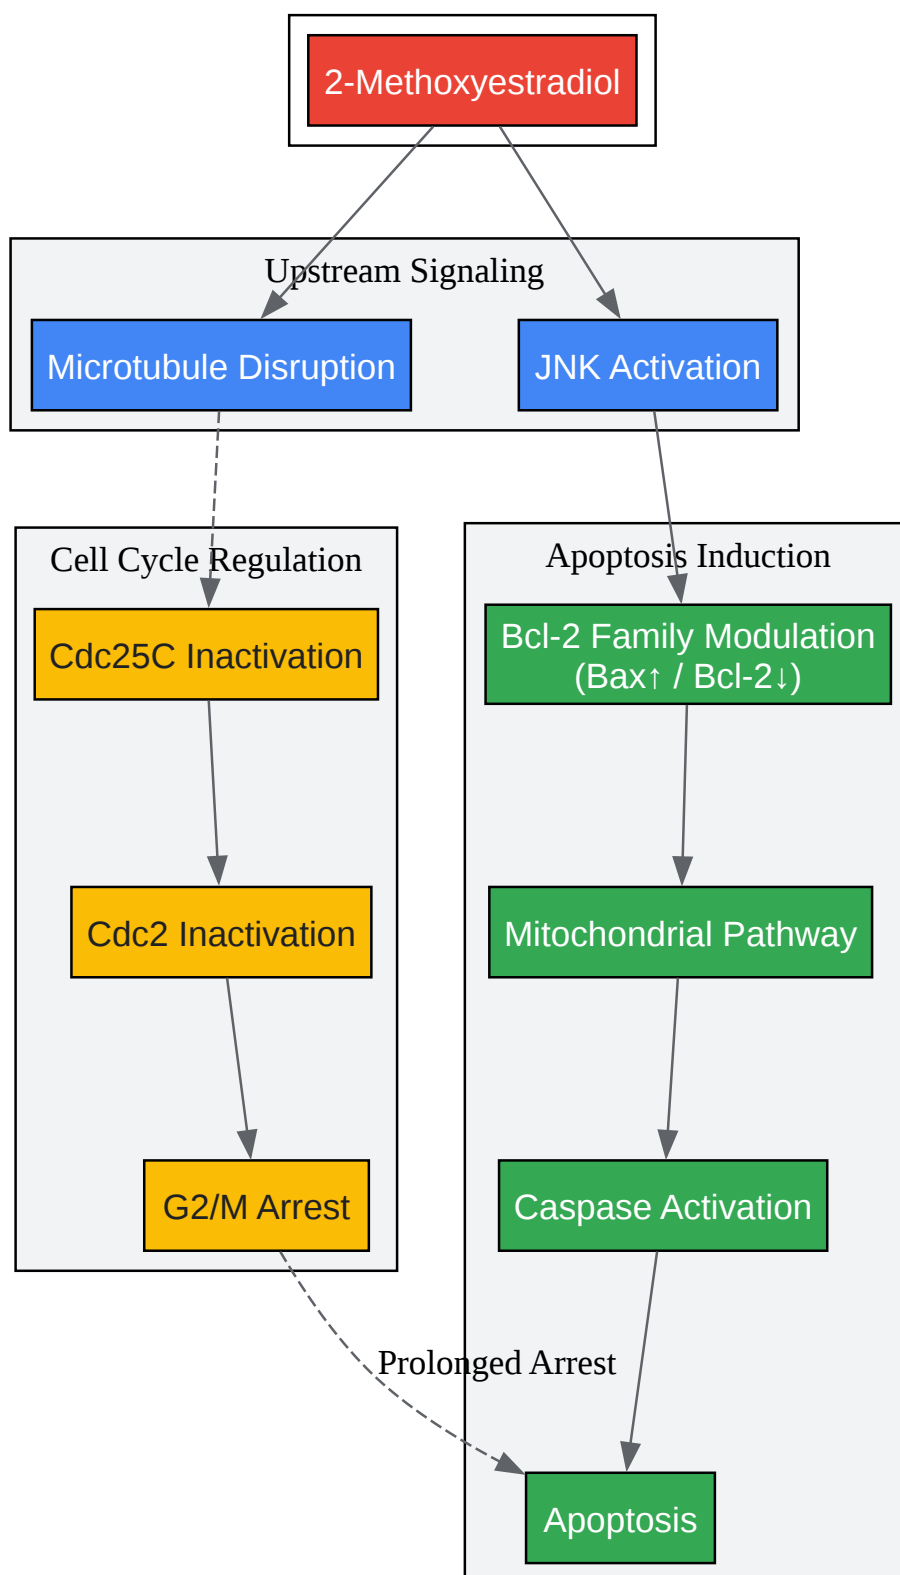 2-Methoxyestradiol
Upstream Signaling
Microtubule Disruption
JNK Activation
Cell Cycle Regulation
Apoptosis Induction
Cdc25C Inactivation
Bcl-2 Family Modulation
(Bax↑ / Bcl-2↓)
Cdc2 Inactivation
Mitochondrial Pathway
G2/M Arrest
Caspase Activation
Prolonged Arrest
Apoptosis